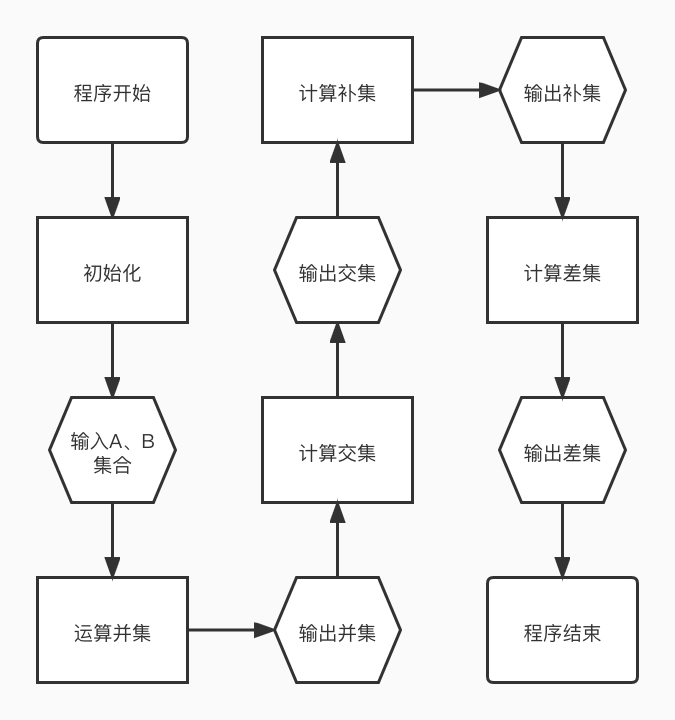 程序开始
初始化
输入A、B
集合
运算并集
输出并集
计算交集
输出交集
计算补集
输出补集
计算差集
输出差集
程序结束